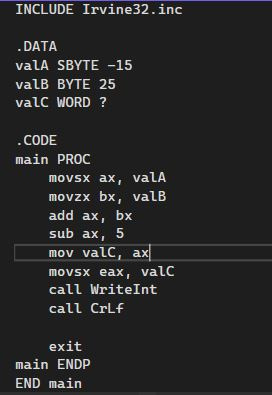 INCLUDE Irvine32.inc

.DATA
valA SBYTE -15
valB BYTE 25
valC WORD ?

.CODE
main PROC
    movsx ax, valA
    movzx bx, valB
    add ax, bx
    sub ax, 5
    mov valC, ax
    movsx eax, valC
    call WriteInt
    call CrLf

    exit
main ENDP
END main